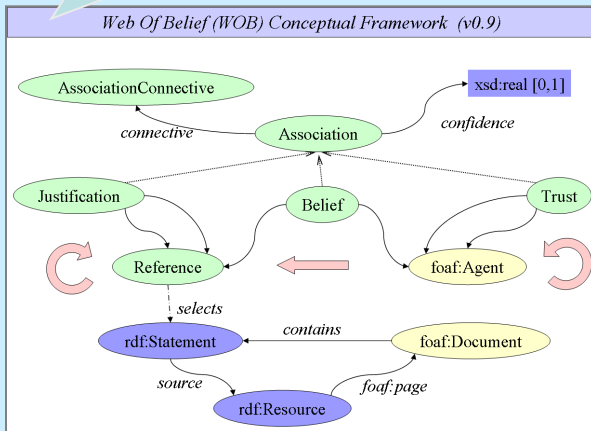 Web Of Belief (WOB) Conceptual Framework (v0.9)
AssociationConnective
xsd:real [0,1]
connective
Association
confidence
Justification
Belief
Trust
Reference
foaf:Agent
selects
rdf:Statement
contains
foaf:Document
source
foaf:page
rdf:Resource